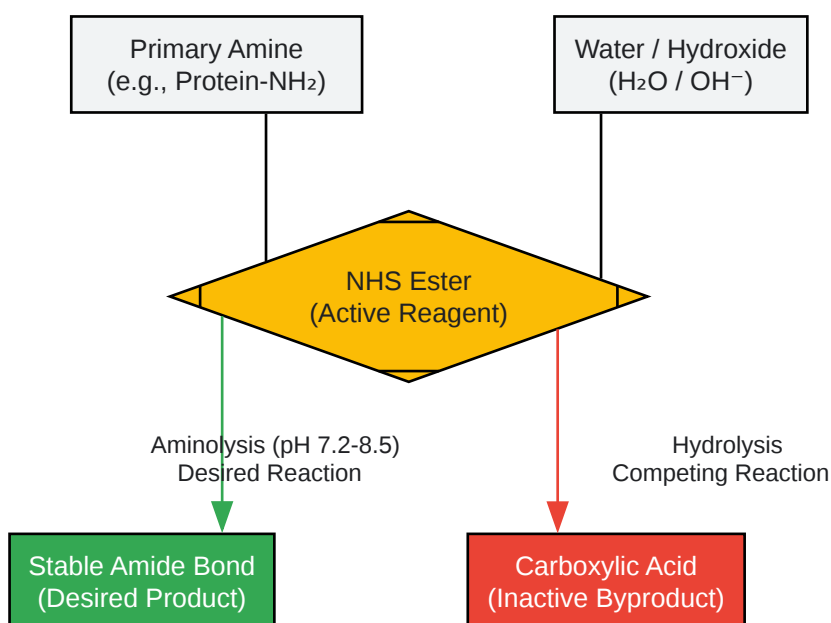 Primary Amine
(e.g., Protein-NH₂)
Water / Hydroxide
(H₂O / OH⁻)
NHS Ester
(Active Reagent)
Aminolysis (pH 7.2-8.5)
Desired Reaction
Hydrolysis
Competing Reaction
Stable Amide Bond
(Desired Product)
Carboxylic Acid
(Inactive Byproduct)